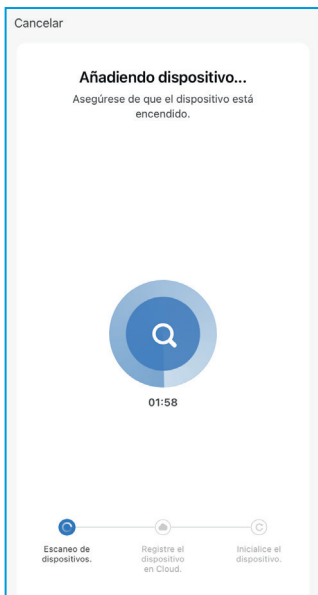 Cancelar
Añadiendo dispositivo...
Asegúrese de que el dispositivo está
encendido.
01:58
Escaneo de
dispositivos.
Registre el
dispositivo
en Cloud.
Inicialice el
dispositivo.